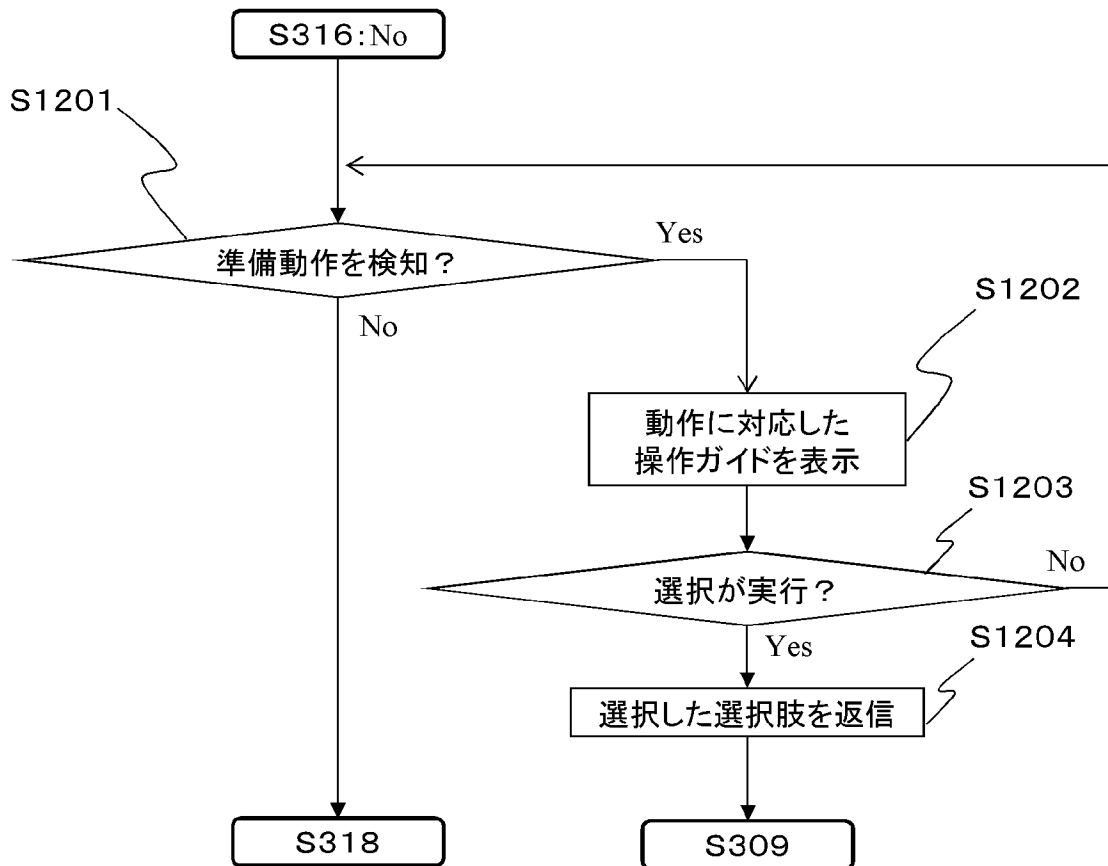 S316:No
S1201
準備動作を検知?
Yes
No
S1202
動作に対応した
操作ガイドを表示
S1203
選択が実行?
No
Yes
S1204
選択した選択肢を返信
S318
S309